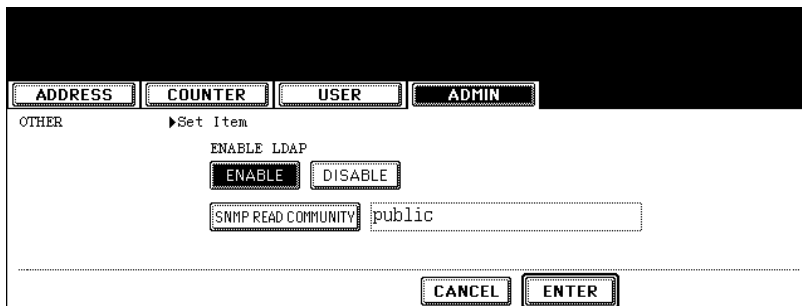 ADDRESS COUNTER USER ADMIN
OTHER ▶Set Item
ENABLE LDAP
ENABLE DISABLE
SNMP READ COMMUNITY public
CANCEL ENTER